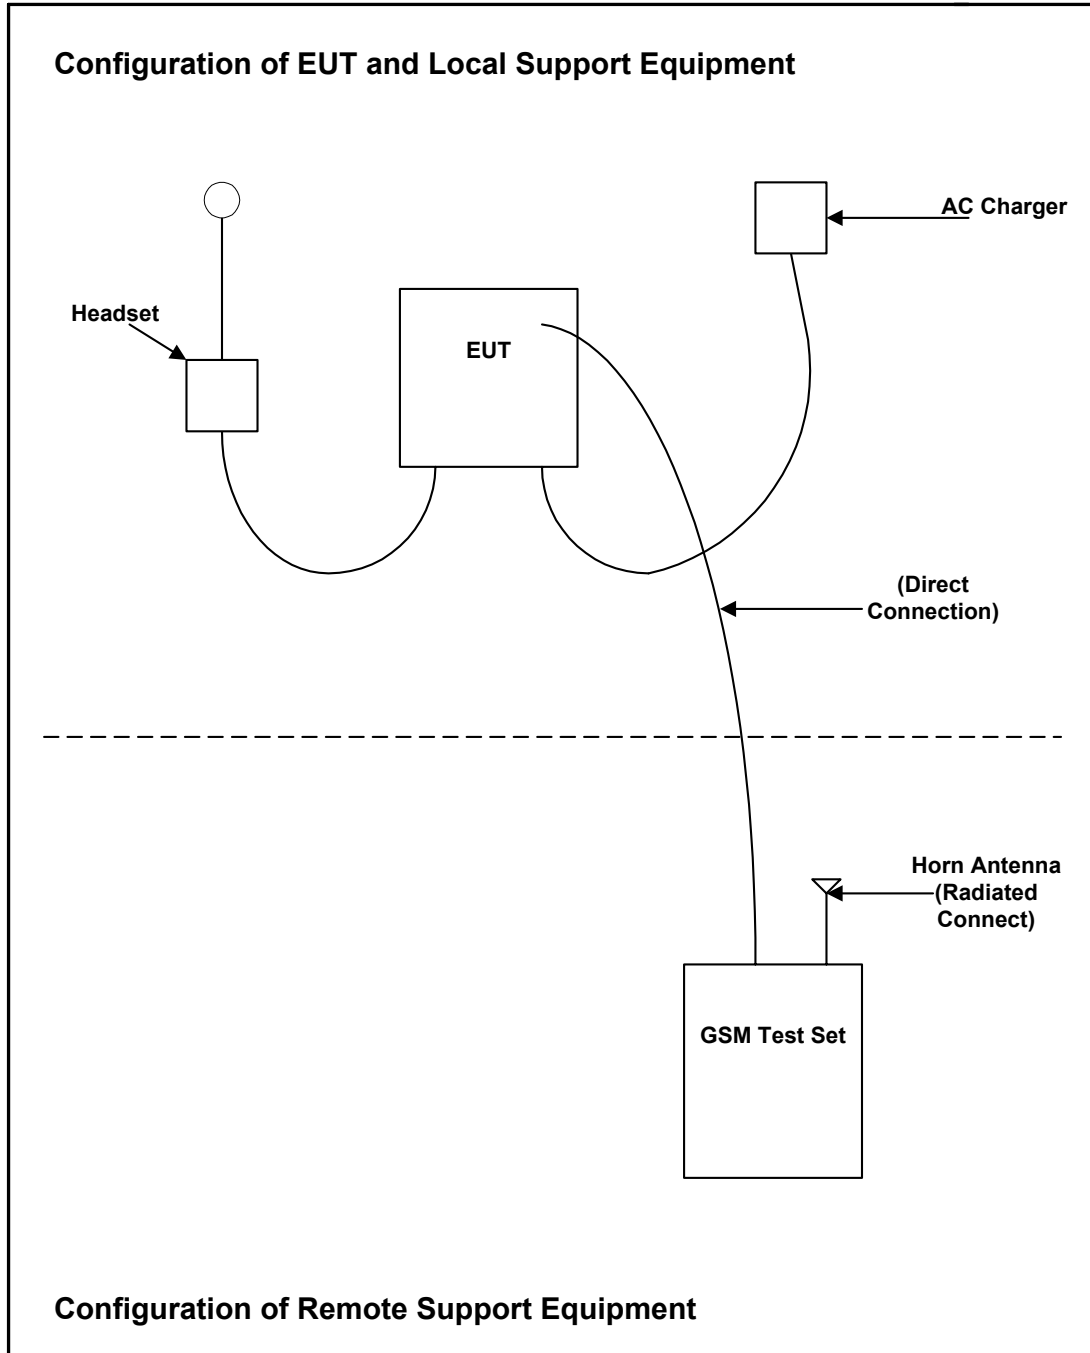 Configuration of EUT and Local Support Equipment
AC Charger
Headset
EUT
(Direct
Connection)
Horn Antenna
(Radiated
Connect)
GSM Test Set
Configuration of Remote Support Equipment